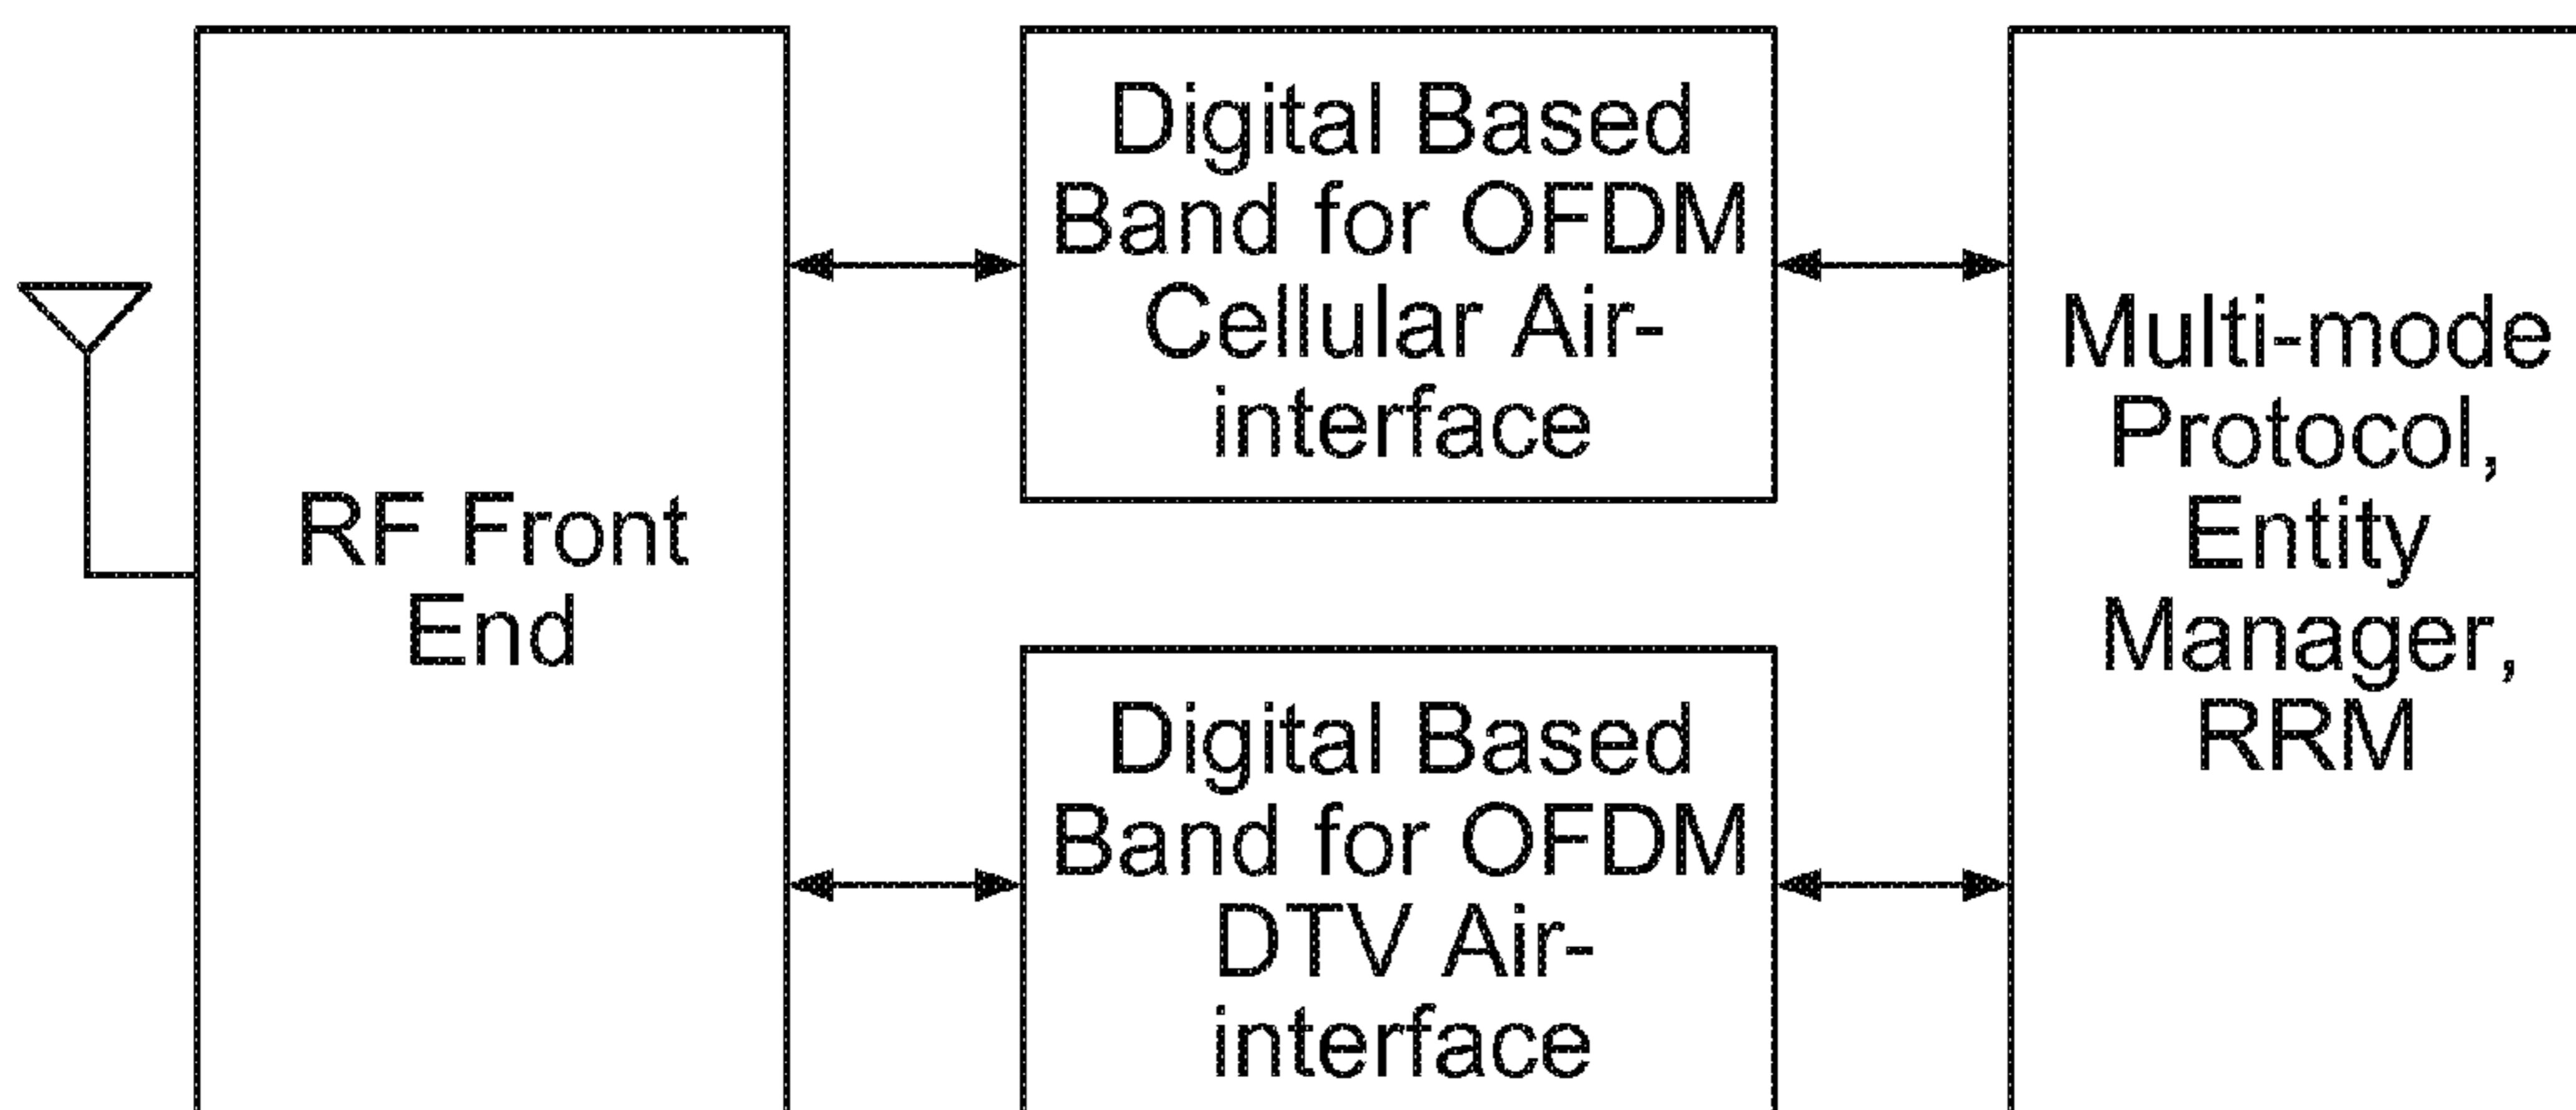 RF Front
End
Digital Based
Band for OFDM
Cellular Air-
interface
Digital Based
Band for OFDM
DTV Air-
interface
Multi-mode
Protocol,
Entity
Manager,
RRM